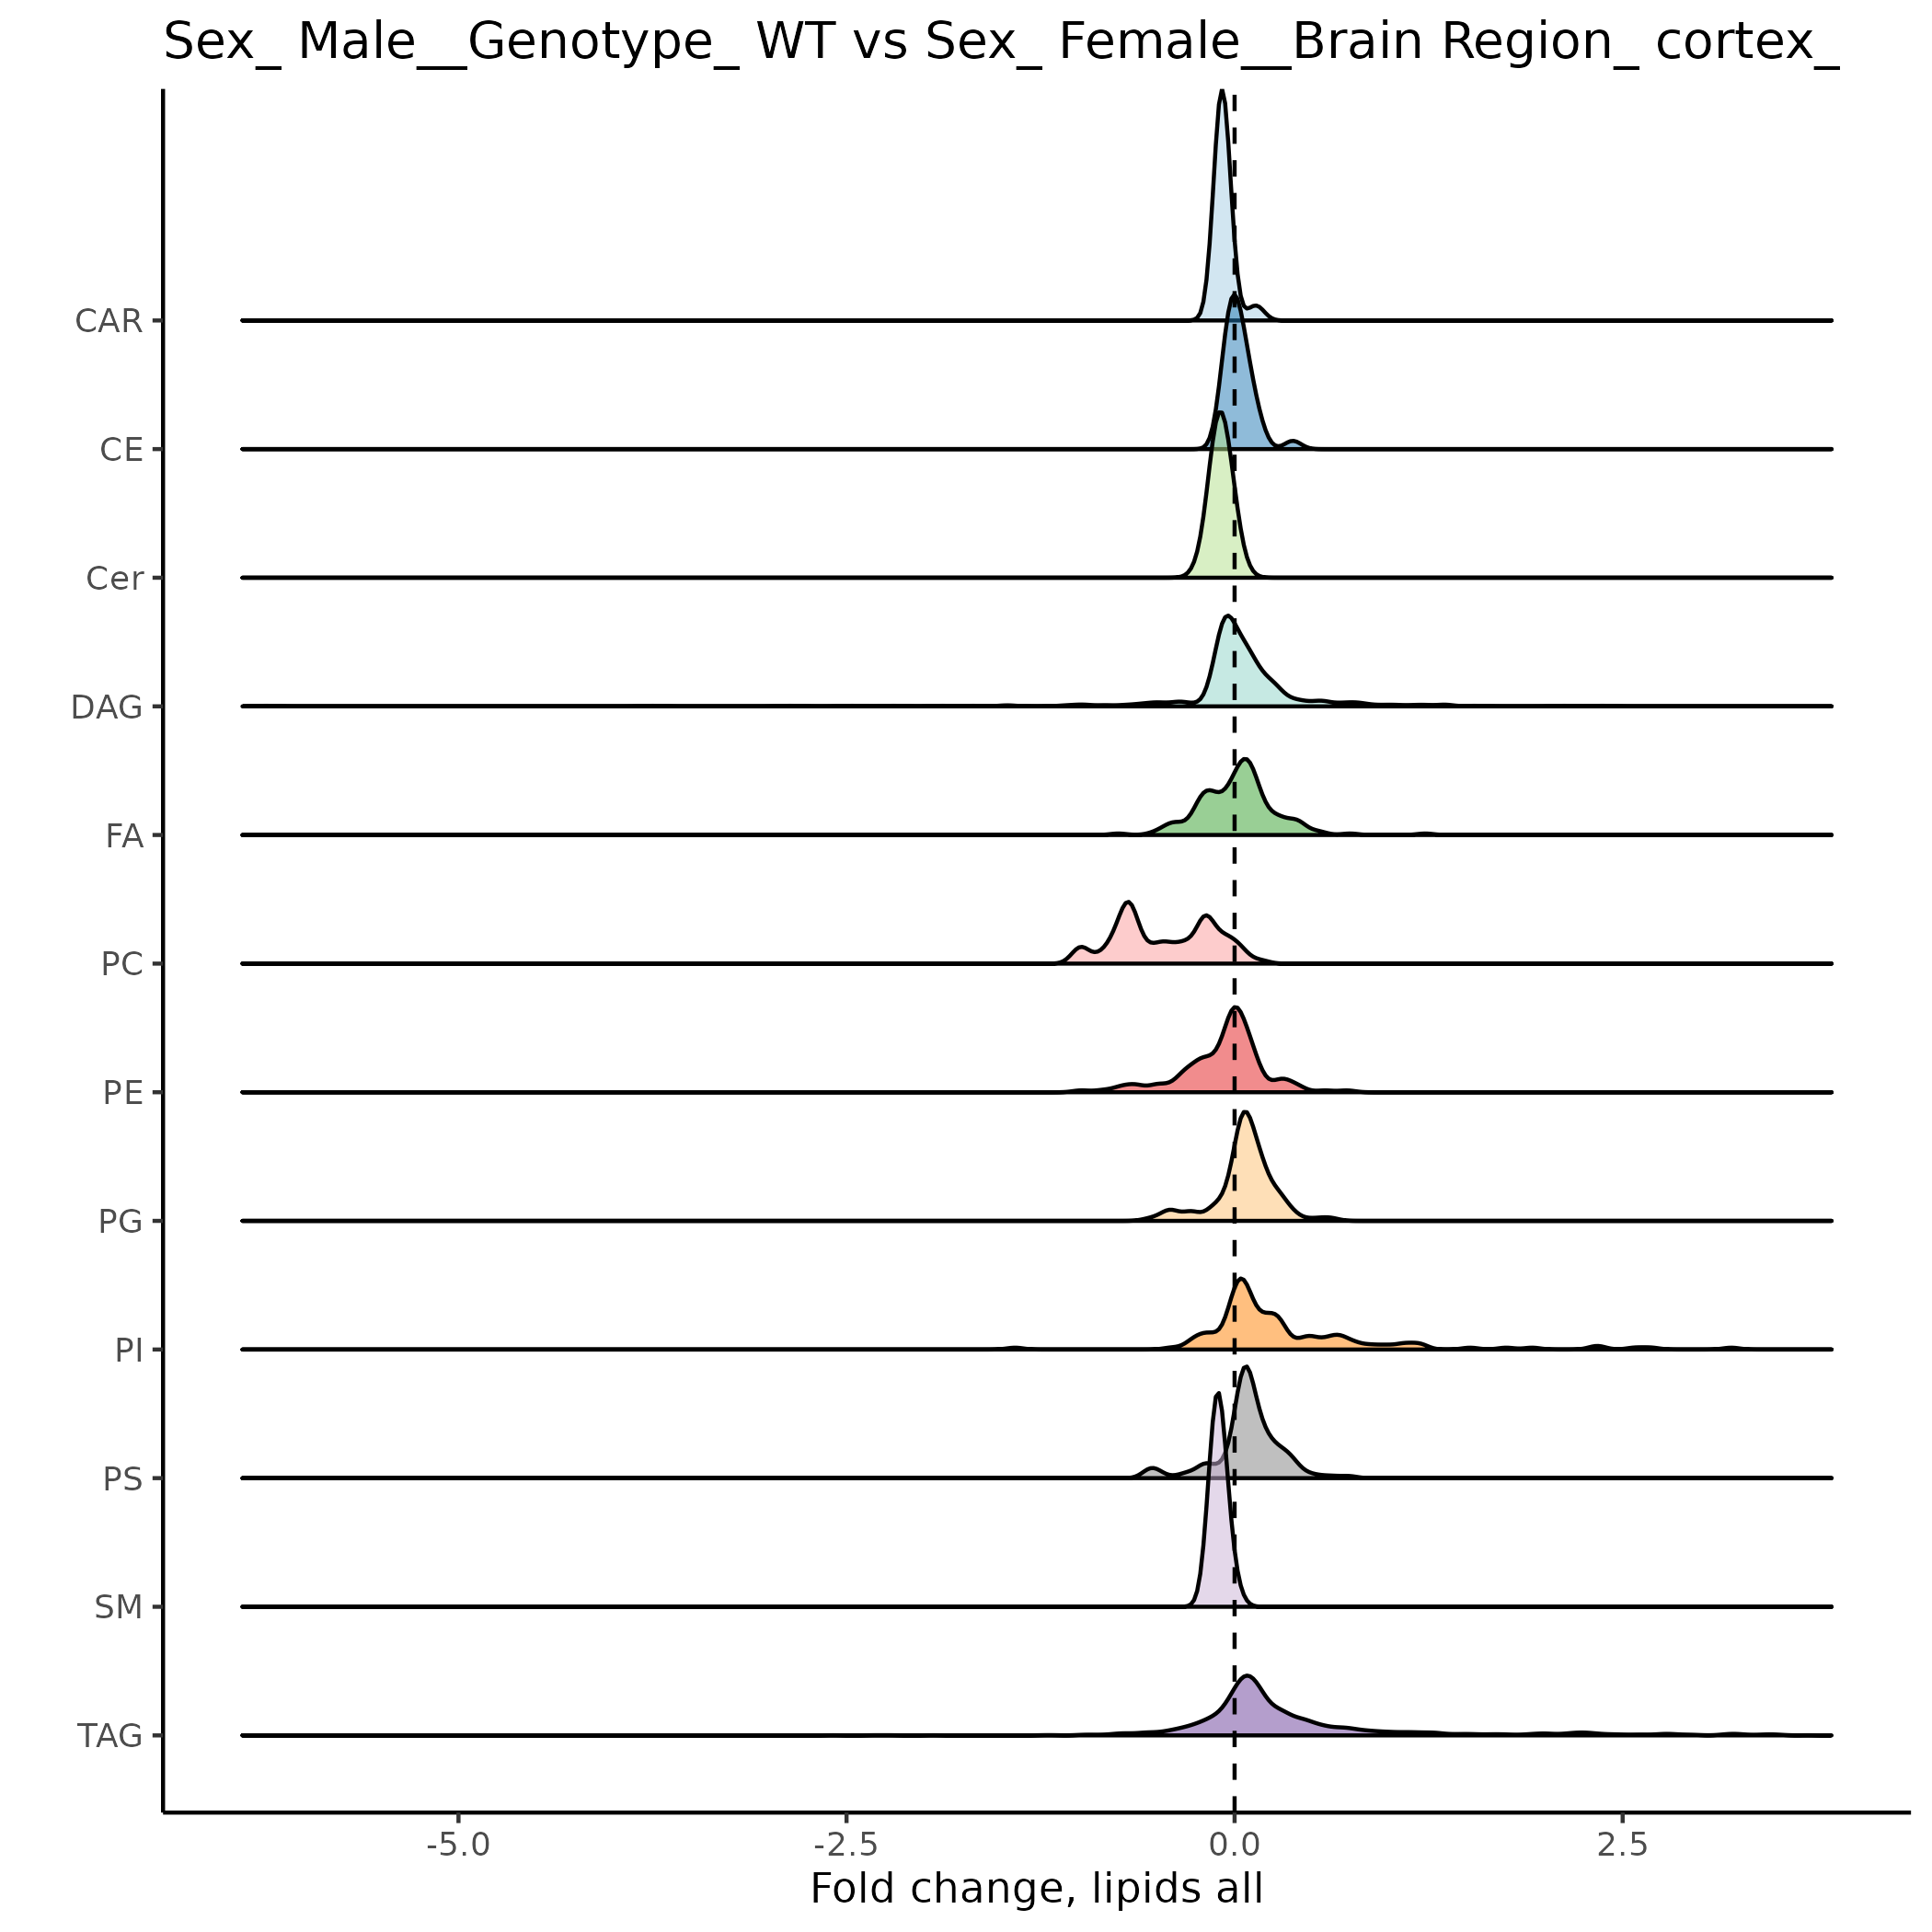 Sex_ Male__Genotype_ WT vs Sex_ Female__Brain Region_ cortex_
CAR
CE
Cer
DAG
FA
PC
PE
PG
PI
PS
SM
TAG
-5.0 -2.5 0.0 2.5
Fold change, lipids all